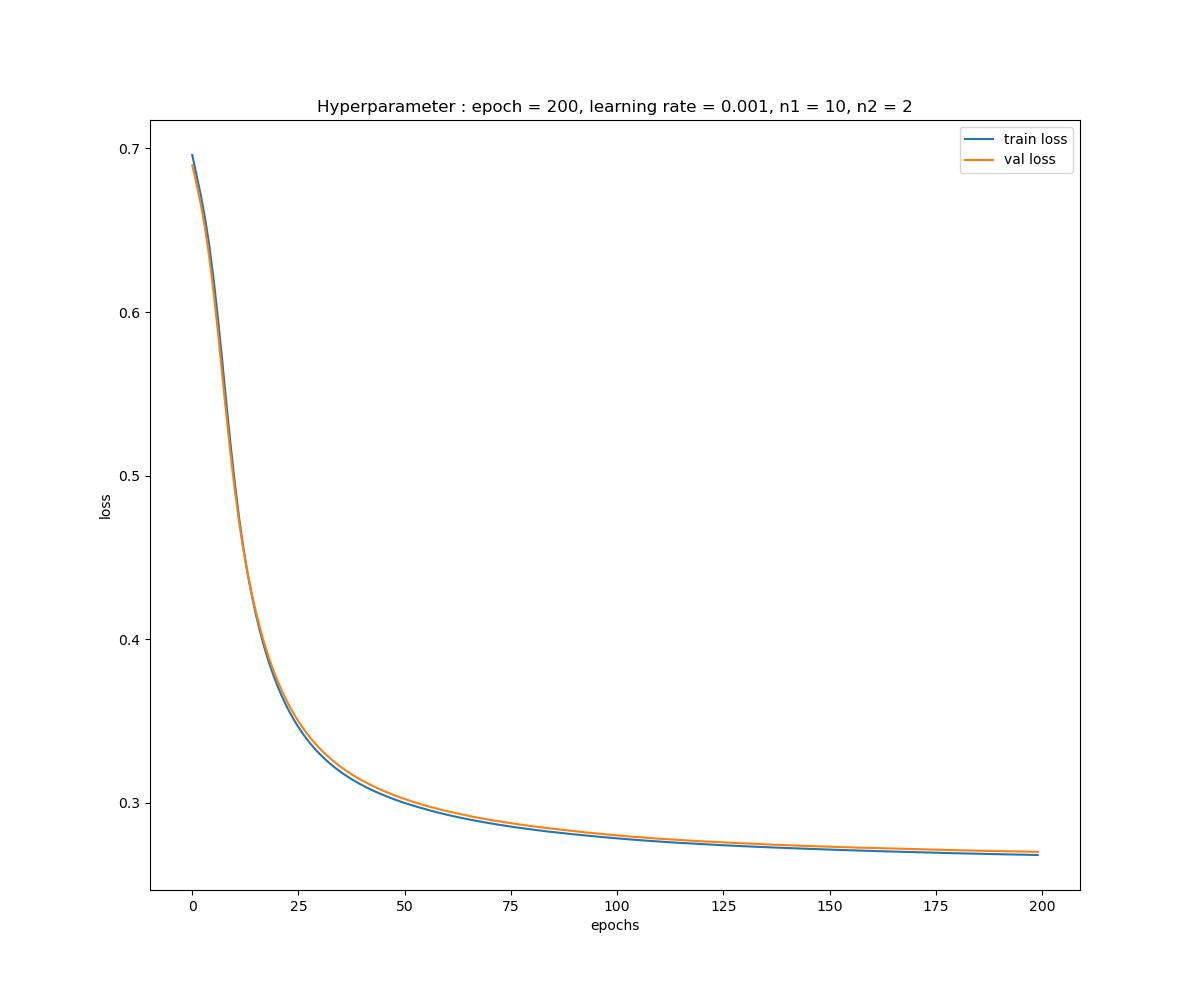 Hyperparameter : epoch = 200, learning rate = 0.001, n1 = 10, n2 = 2
train loss
val loss
0.7
0.6
0.5
0.4
0.3
loss
0 25 50 75 100 125 150 175 200
epochs